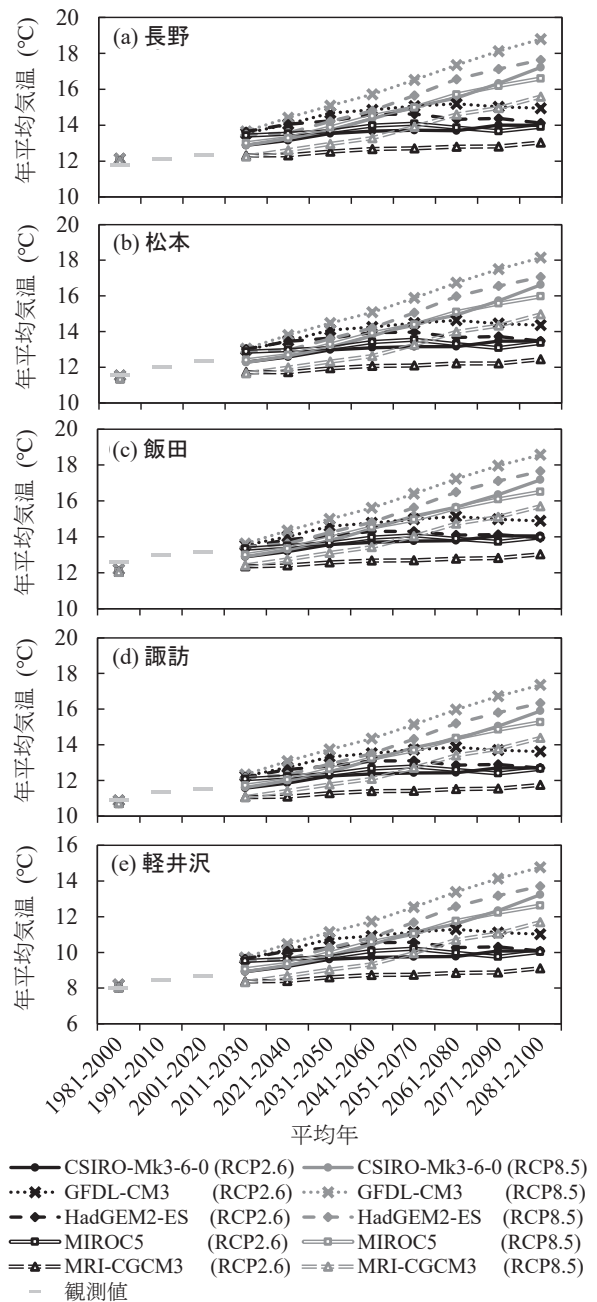 (a) 長野
年平均気温 (℃)
20
18
16
14
12
10
(b) 松本
年平均気温 (℃)
20
18
16
14
12
10
(c) 飯田
年平均気温 (℃)
20
18
16
14
12
10
(d) 諏訪
年平均気温 (℃)
20
18
16
14
12
10
(e) 軽井沢
年平均気温 (℃)
16
14
12
10
8
6
1981-2000
1991-2010
2001-2020
2011-2030
2021-2040
2031-2050
2041-2060
2051-2070
2061-2080
2071-2090
2081-2100
平均年
CSIRO-Mk3-6-0 (RCP2.6) CSIRO-Mk3-6-0 (RCP8.5)
GFDL-CM3 (RCP2.6) GFDL-CM3 (RCP8.5)
HadGEM2-ES (RCP2.6) HadGEM2-ES (RCP8.5)
MIROC5 (RCP2.6) MIROC5 (RCP8.5)
MRI-CGCM3 (RCP2.6) MRI-CGCM3 (RCP8.5)
観測値